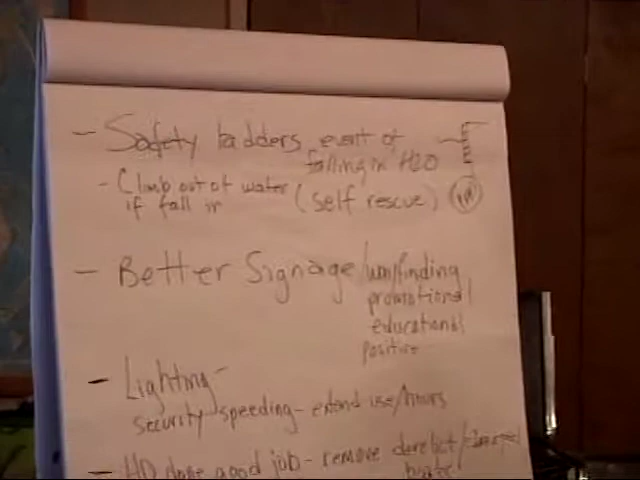 - Safety ladders event of
falling in H2O
- Climb out of water (self rescue)
if fall in
- Better Signage/wayfinding
promotional
educational
positive
- Lighting -
security speeding - extend use/hours
- HD done good job - remove derelict/
boats